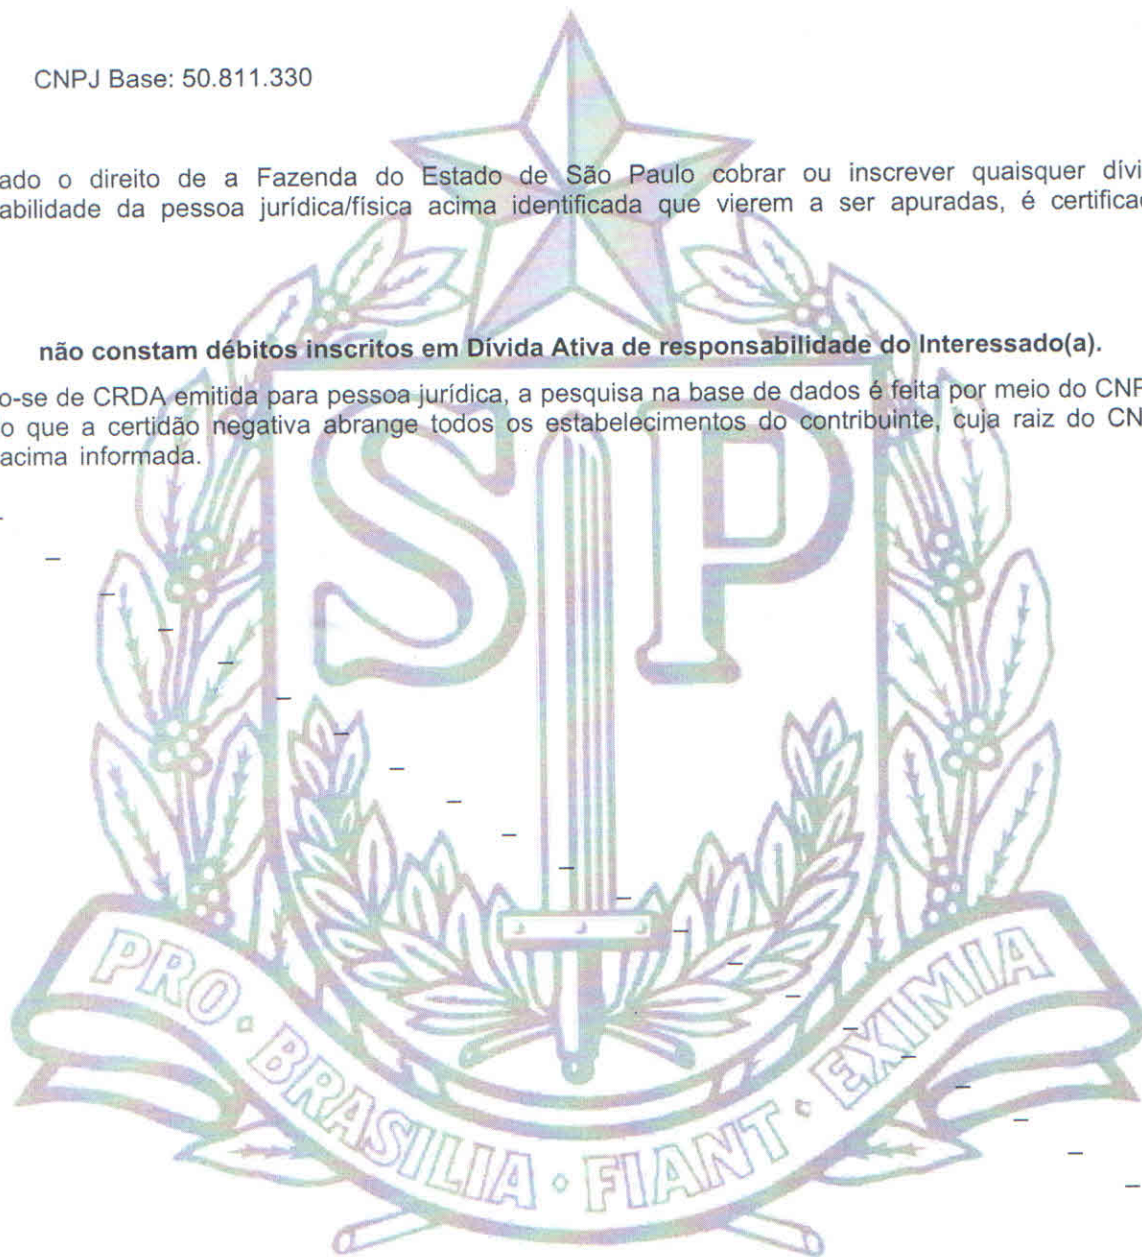 CNPJ Base: 50.811.330
ado o direito de a Fazenda do Estado de São Paulo cobrar ou inscrever quaisquer dívi
abilidade da pessoa jurídica/física acima identificada que vierem a ser apuradas, é certifica
não constam débitos inscritos em Dívida Ativa de responsabilidade do Interessado(a).
o-se de CRDA emitida para pessoa jurídica, a pesquisa na base de dados é feita por meio do CNP
o que a certidão negativa abrange todos os estabelecimentos do contribuinte, cuja raiz do CN
acima informada.
SP
PRO · BRASILIA · FIANT · EXIMIA